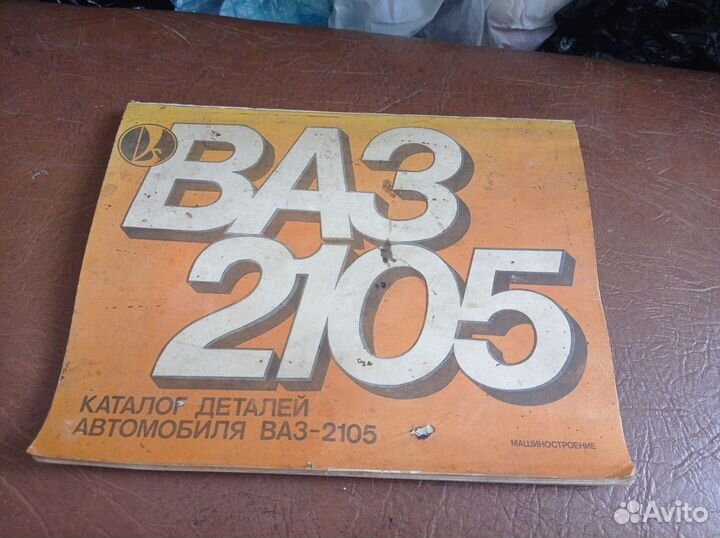 ВАЗ
2105
КАТАЛОГ ДЕТАЛЕЙ
АВТОМОБИЛЯ ВАЗ-2105
МАШИНОСТРОЕНИЕ
Avito